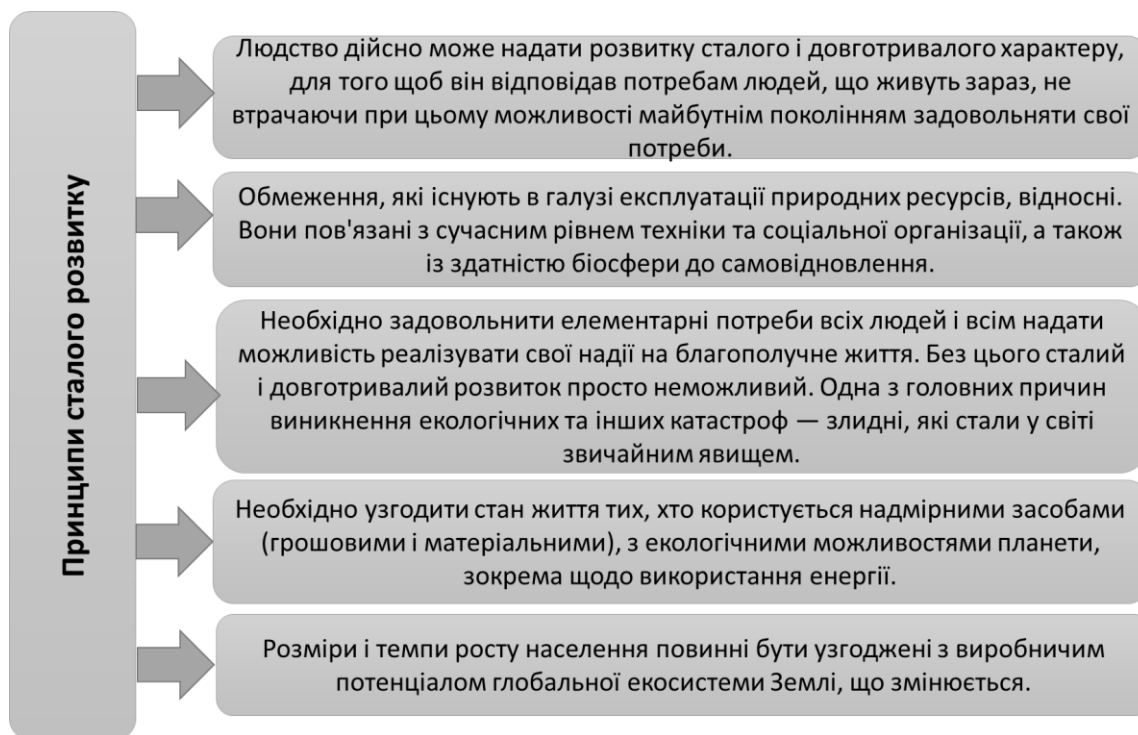 Принципи сталого розвитку
Людство дійсно може надати розвитку сталого і довготривалого характеру,
для того щоб він відповідав потребам людей, що живуть зараз, не
втрачаючи при цьому можливості майбутнім поколінням задовольняти свої
потреби.
Обмеження, які існують в галузі експлуатації природних ресурсів, відносні.
Вони пов'язані з сучасним рівнем техніки та соціальної організації, а також
із здатністю біосфери до самовідновлення.
Необхідно задовольнити елементарні потреби всіх людей і всім надати
можливість реалізувати свої надії на благополучне життя. Без цього сталий
і довготривалий розвиток просто неможливий. Одна з головних причин
виникнення екологічних та інших катастроф — злидні, які стали у світі
звичайним явищем.
Необхідно узгодити стан життя тих, хто користується надмірними засобами
(грошовими і матеріальними), з екологічними можливостями планети,
зокрема щодо використання енергії.
Розміри і темпи росту населення повинні бути узгоджені з виробничим
потенціалом глобальної екосистеми Землі, що змінюється.